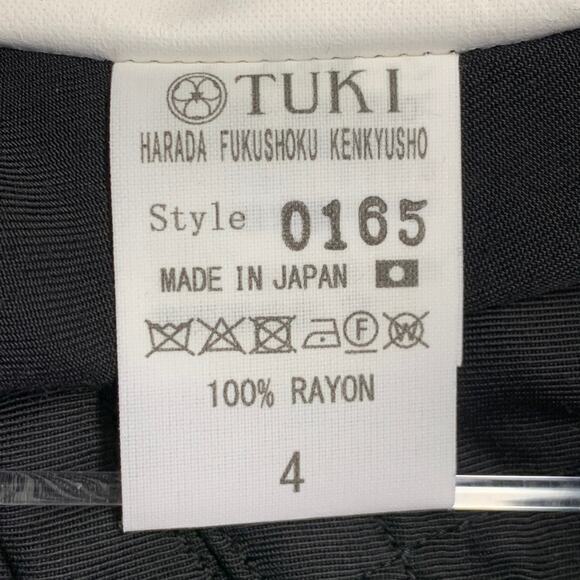 TUKI
HARADA FUKUSHOKU KENKYUSHO
Style 0165
MADE IN JAPAN
F W
100% RAYON
4